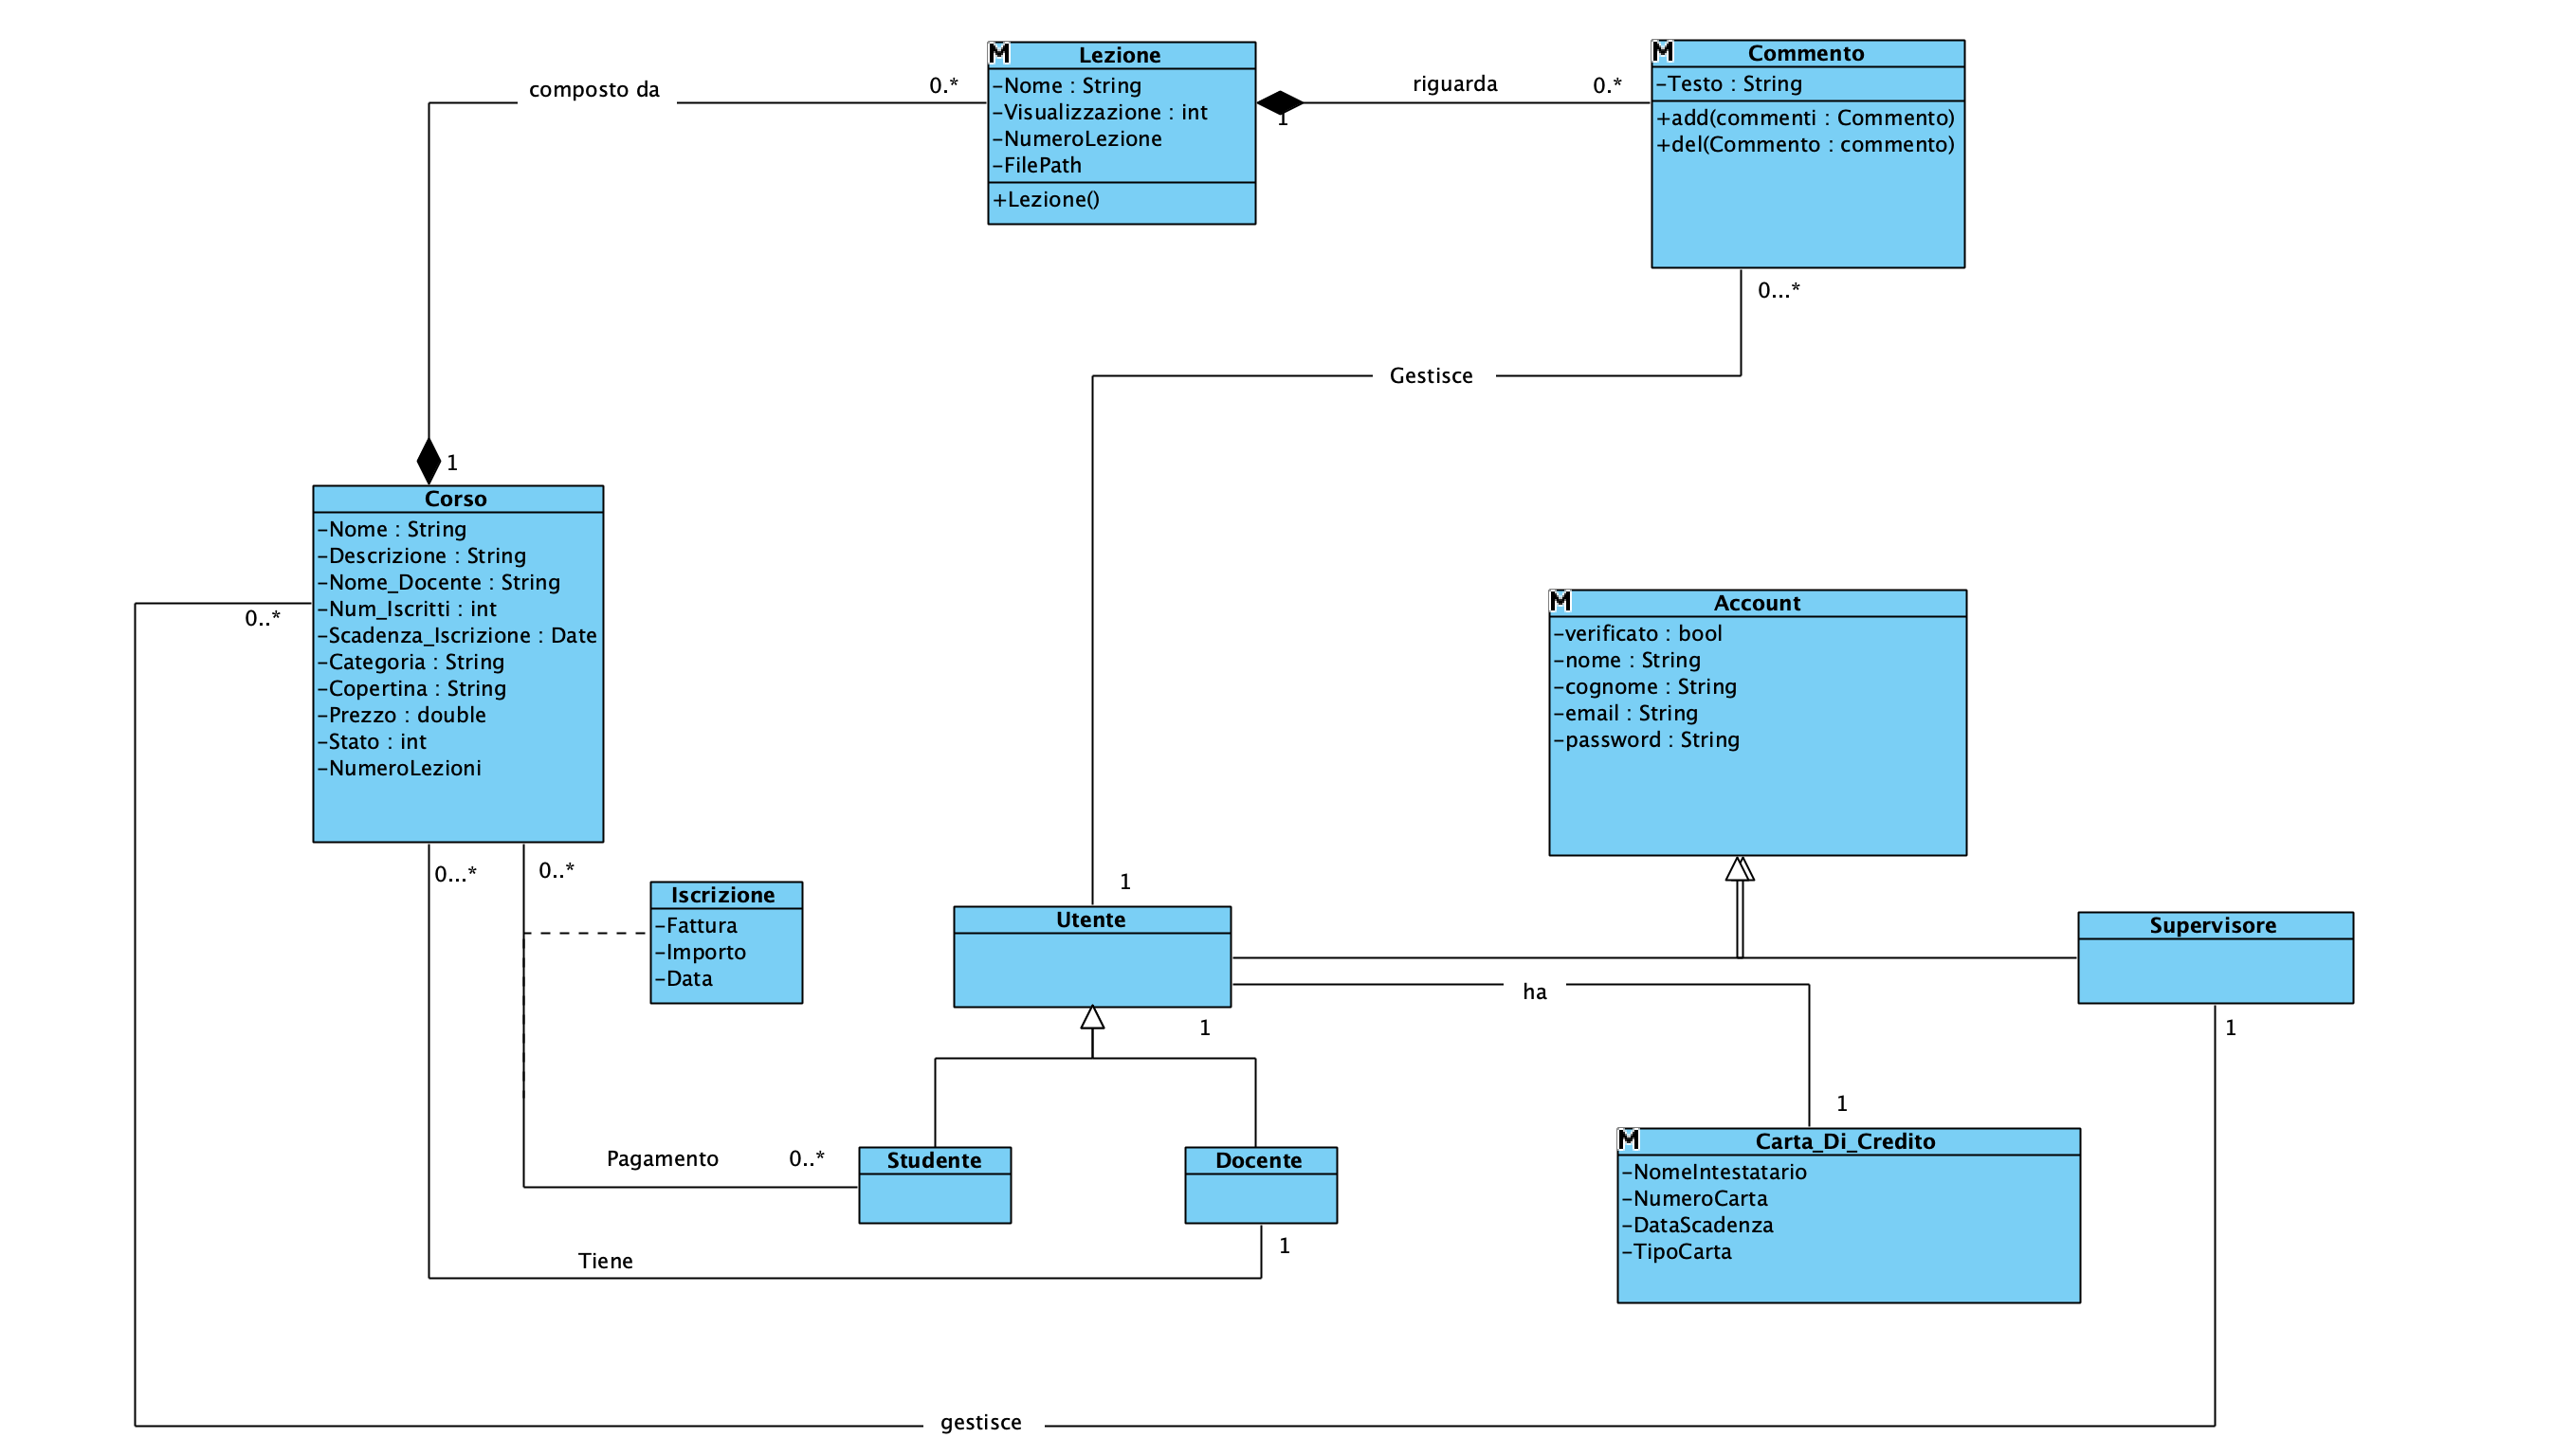 M
Lezione
-Nome : String
-Visualizzazione : int
-NumeroLezione
-FilePath
+Lezione()
composto da
0..*
1
riguarda
0..*
M
Commento
-Testo : String
+add(commenti : Commento)
+del(Commento : commento)
0...*
Gestisce
1
1
Corso
-Nome : String
-Descrizione : String
-Nome_Docente : String
-Num_Iscritti : int
-Scadenza_Iscrizione : Date
-Categoria : String
-Copertina : String
-Prezzo : double
-Stato : int
-NumeroLezioni
0..*
0...*
0..*
Iscrizione
-Fattura
-Importo
-Data
M
Account
-verificato : bool
-nome : String
-cognome : String
-email : String
-password : String
Utente
1
ha
1
Supervisore
1
Pagamento
0..*
Studente
Docente
1
Tiene
M
Carta_Di_Credito
-NomeIntestatario
-NumeroCarta
-DataScadenza
-TipoCarta
gestisce